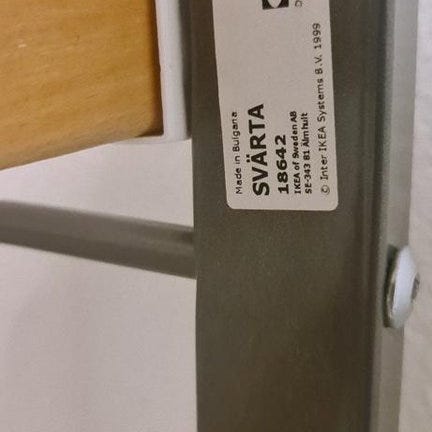 Made in Bulgaria
SVÄRTA
18642
IKEA of Sweden AB
SE-343 81 Älmhult
© Inter IKEA Systems B.V. 1999